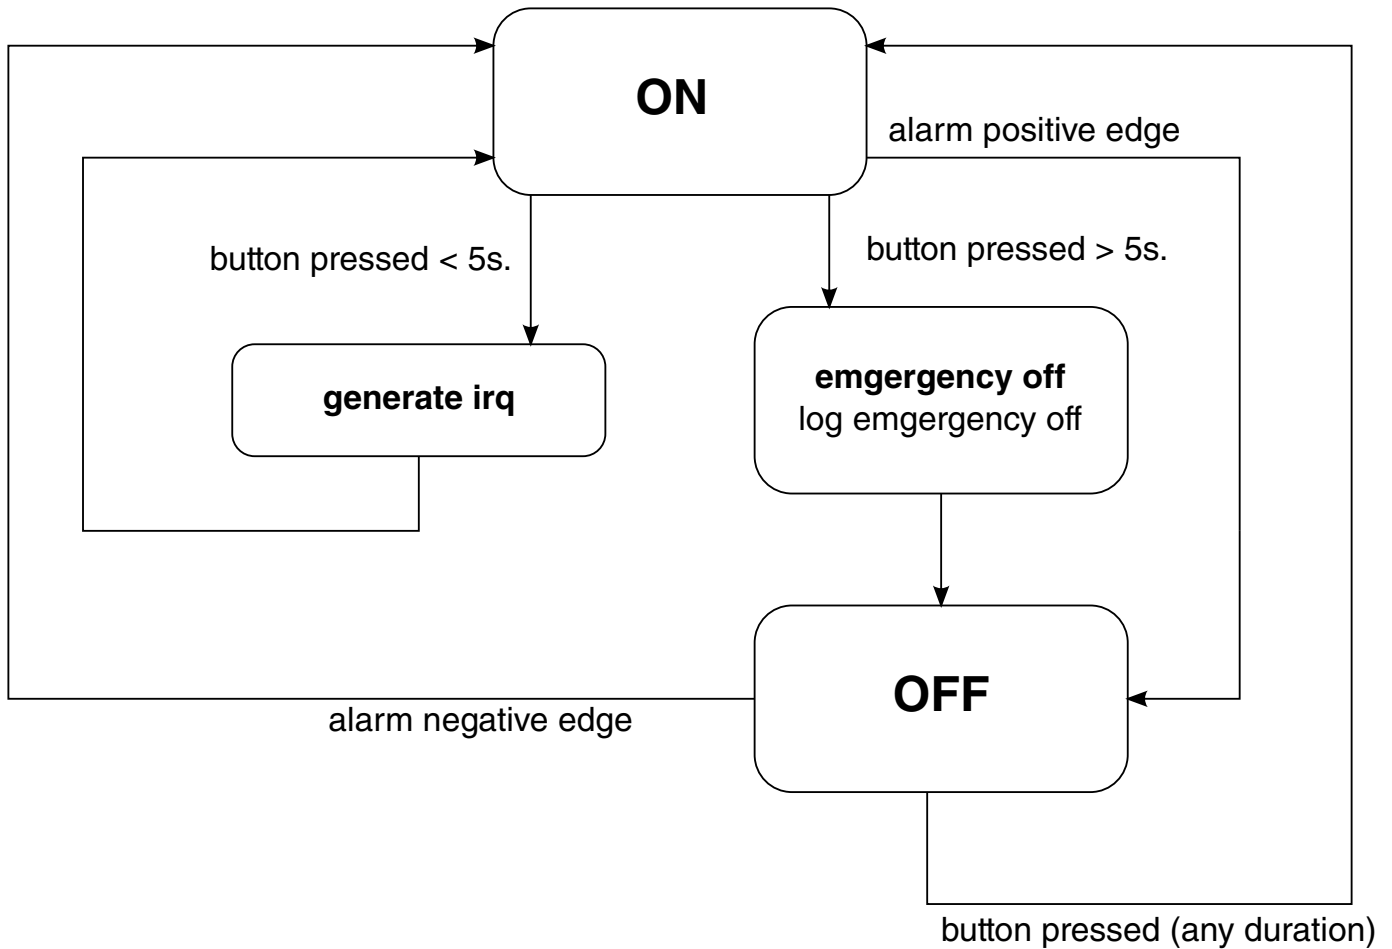 ON
alarm positive edge
button pressed < 5s.
button pressed > 5s.
generate irq
emgergency off
log emgergency off
OFF
alarm negative edge
button pressed (any duration)